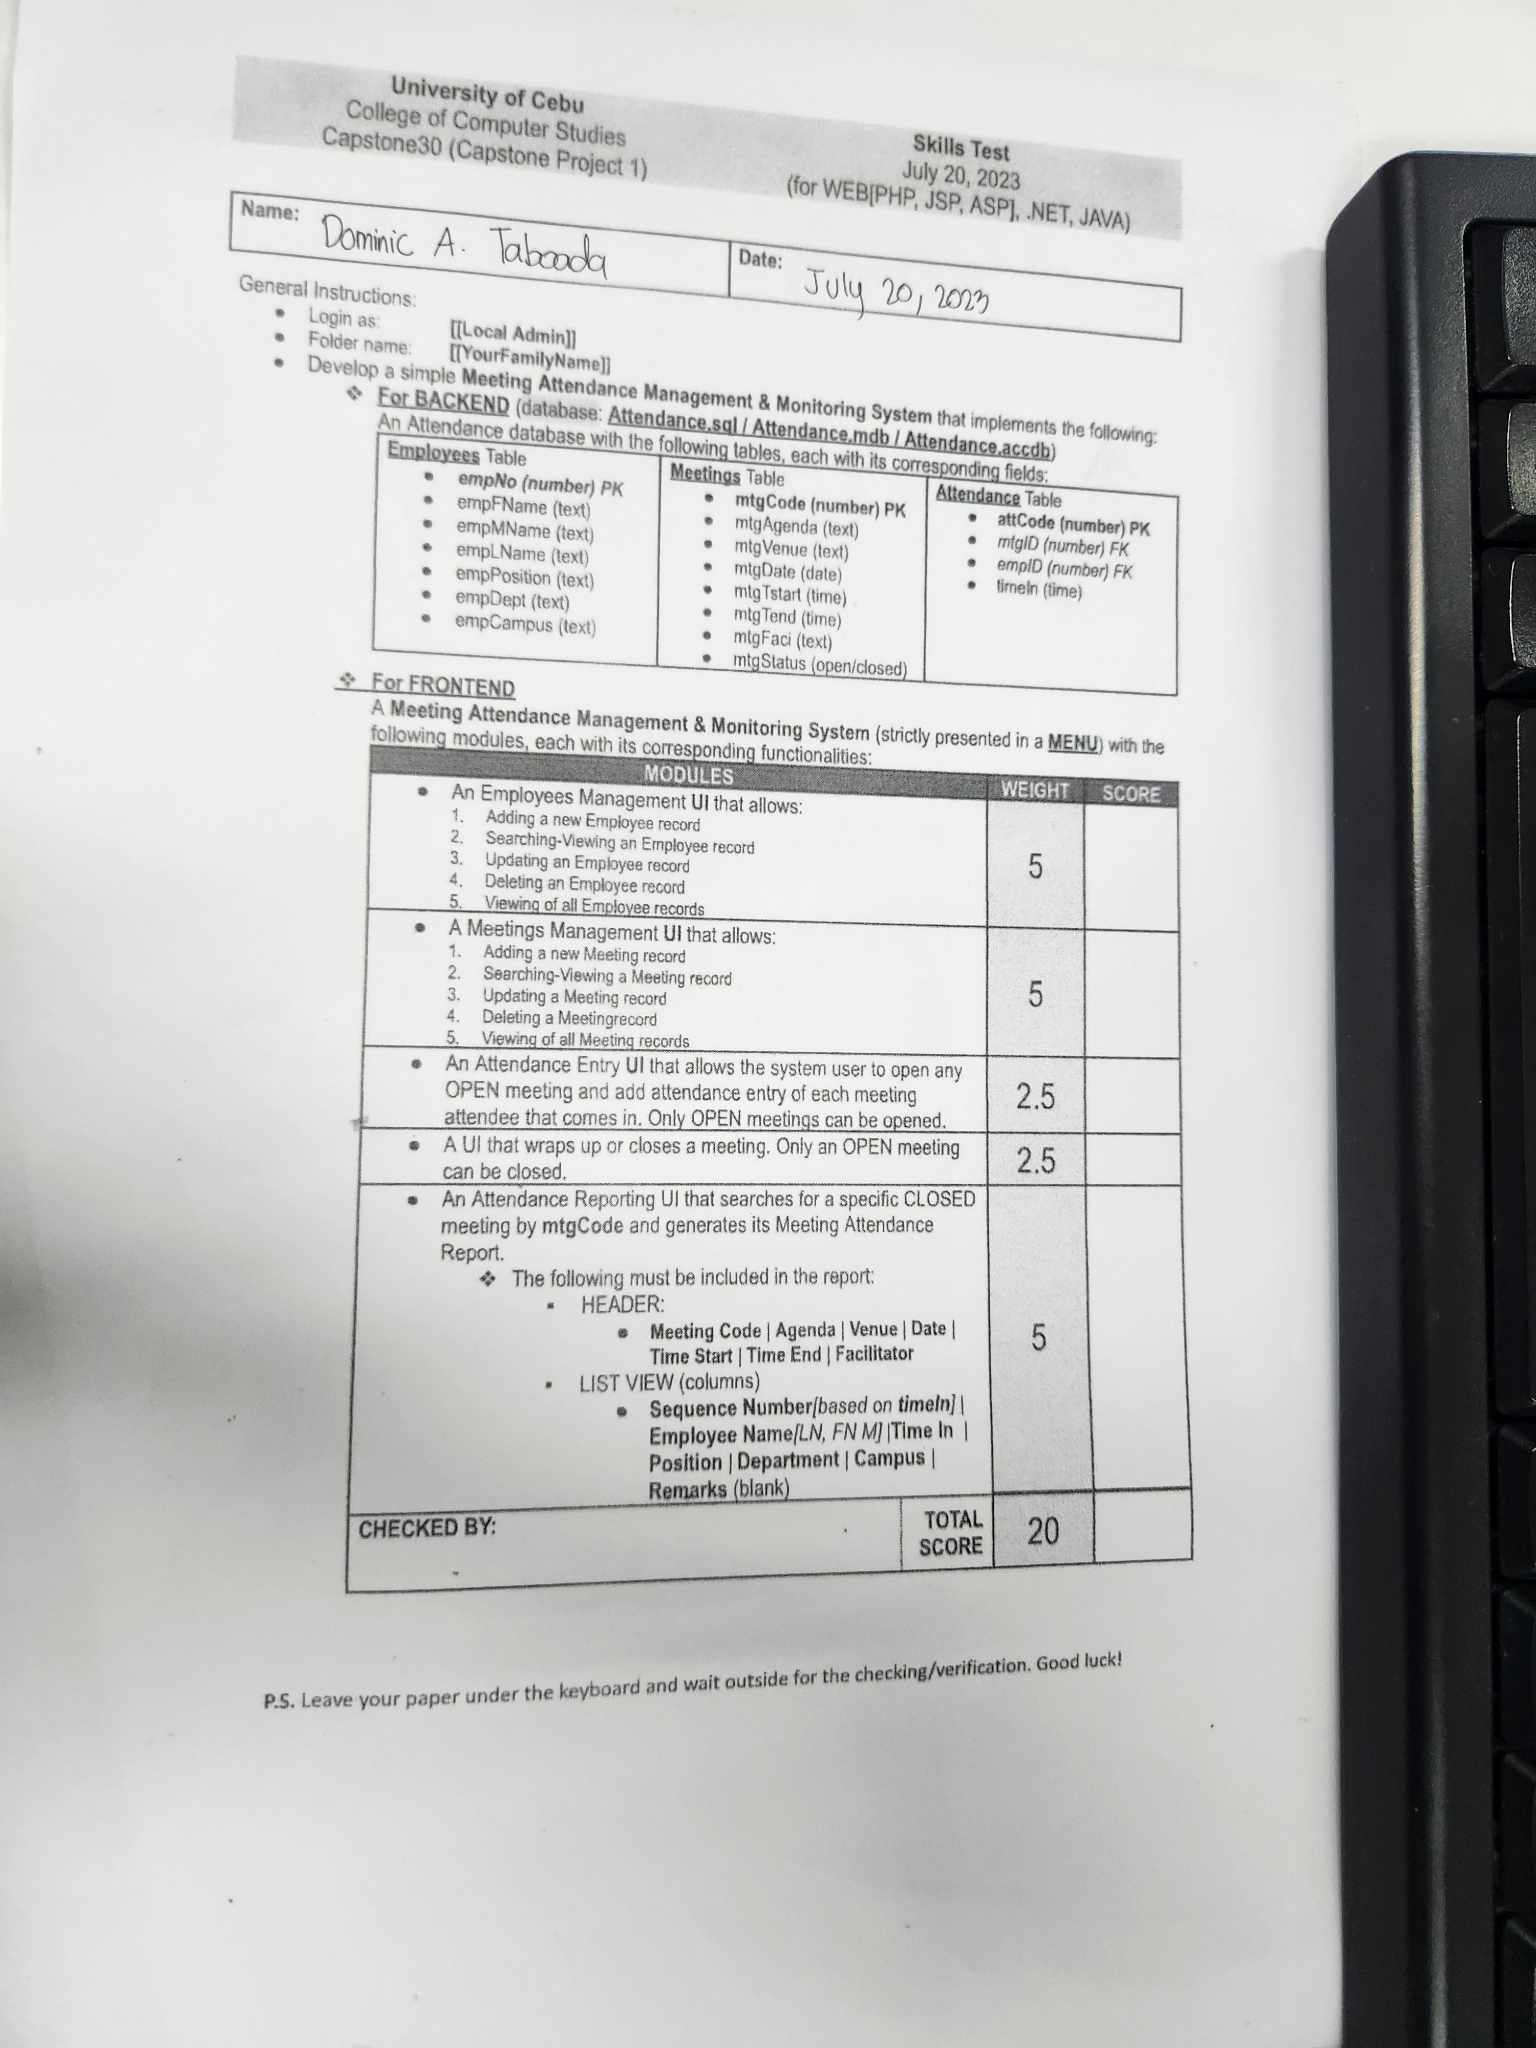 University of Cebu
College of Computer Studies
Capstone30 (Capstone Project 1)
Skills Test
July 20, 2023
(for WEB[PHP, JSP, ASP], .NET, JAVA)
Name: Dominic A. Taboada
Date: July 20, 2023
General Instructions:
• Login as: [[Local Admin]]
• Folder name: [[YourFamilyName]]
• Develop a simple Meeting Attendance Management & Monitoring System that implements the following:
❖ For BACKEND (database: Attendance.sql / Attendance.mdb / Attendance.accdb)
An Attendance database with the following tables, each with its corresponding fields:
Employees Table
• empNo (number) PK
• empFName (text)
• empMName (text)
• empLName (text)
• empPosition (text)
• empDept (text)
• empCampus (text)
Meetings Table
• mtgCode (number) PK
• mtgAgenda (text)
• mtgVenue (text)
• mtgDate (date)
• mtgTstart (time)
• mtgTend (time)
• mtgFaci (text)
• mtgStatus (open/closed)
Attendance Table
• attCode (number) PK
• mtgID (number) FK
• empID (number) FK
• timeIn (time)
❖ For FRONTEND
A Meeting Attendance Management & Monitoring System (strictly presented in a MENU) with the
following modules, each with its corresponding functionalities:
MODULES WEIGHT SCORE
• An Employees Management UI that allows:
1. Adding a new Employee record
2. Searching-Viewing an Employee record
3. Updating an Employee record
4. Deleting an Employee record
5. Viewing of all Employee records
5
• A Meetings Management UI that allows:
1. Adding a new Meeting record
2. Searching-Viewing a Meeting record
3. Updating a Meeting record
4. Deleting a Meetingrecord
5. Viewing of all Meeting records
5
• An Attendance Entry UI that allows the system user to open any
OPEN meeting and add attendance entry of each meeting
attendee that comes in. Only OPEN meetings can be opened.
2.5
• A UI that wraps up or closes a meeting. Only an OPEN meeting
can be closed.
2.5
• An Attendance Reporting UI that searches for a specific CLOSED
meeting by mtgCode and generates its Meeting Attendance
Report.
❖ The following must be included in the report:
▪ HEADER:
• Meeting Code | Agenda | Venue | Date |
Time Start | Time End | Facilitator
▪ LIST VIEW (columns)
• Sequence Number[based on timeIn] |
Employee Name[LN, FN M] |Time In |
Position | Department | Campus |
Remarks (blank)
5
CHECKED BY:
TOTAL
SCORE
20
P.S. Leave your paper under the keyboard and wait outside for the checking/verification. Good luck!